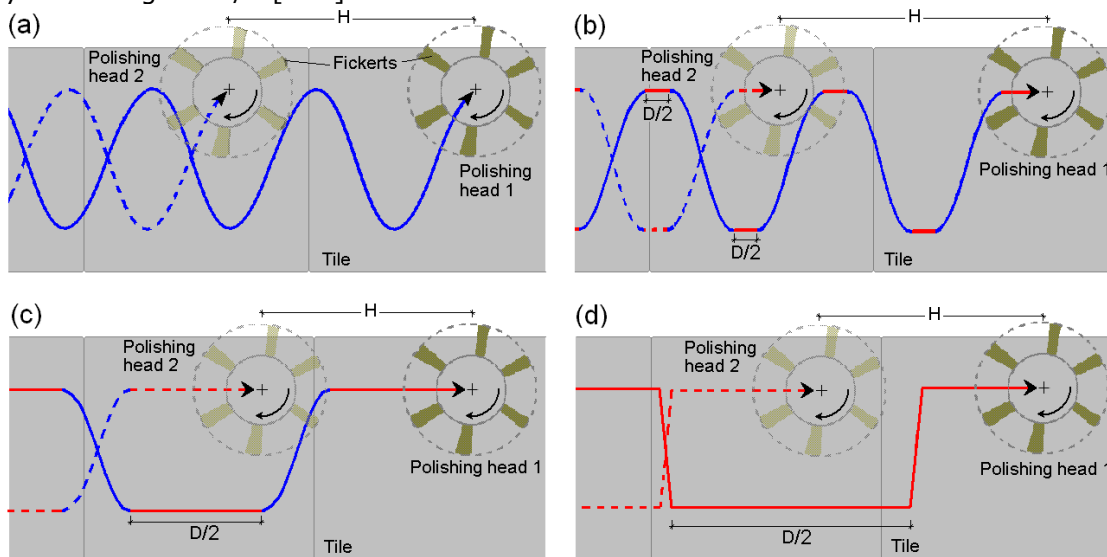 (a)
H
Polishing
head 2
Fickerts
Polishing
head 1
Tile
(b)
H
Polishing
head 2
D/2
D/2
Polishing head 1
Tile
(c)
H
Polishing
head 2
Polishing head 1
D/2
Tile
(d)
H
Polishing
head 2
Polishing head 1
D/2
Tile